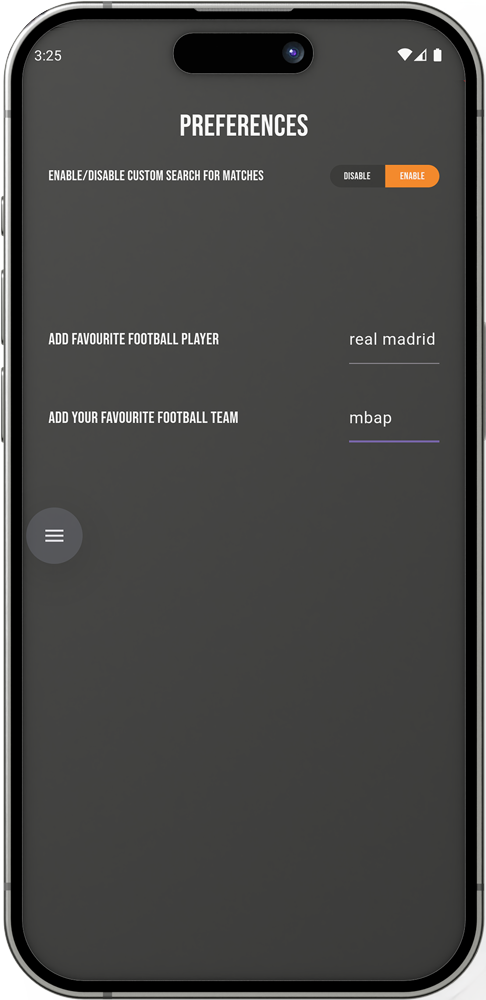 3:25
PREFERENCES
ENABLE/DISABLE CUSTOM SEARCH FOR MATCHES DISABLE ENABLE
ADD FAVOURITE FOOTBALL PLAYER real madrid
ADD YOUR FAVOURITE FOOTBALL TEAM mbap